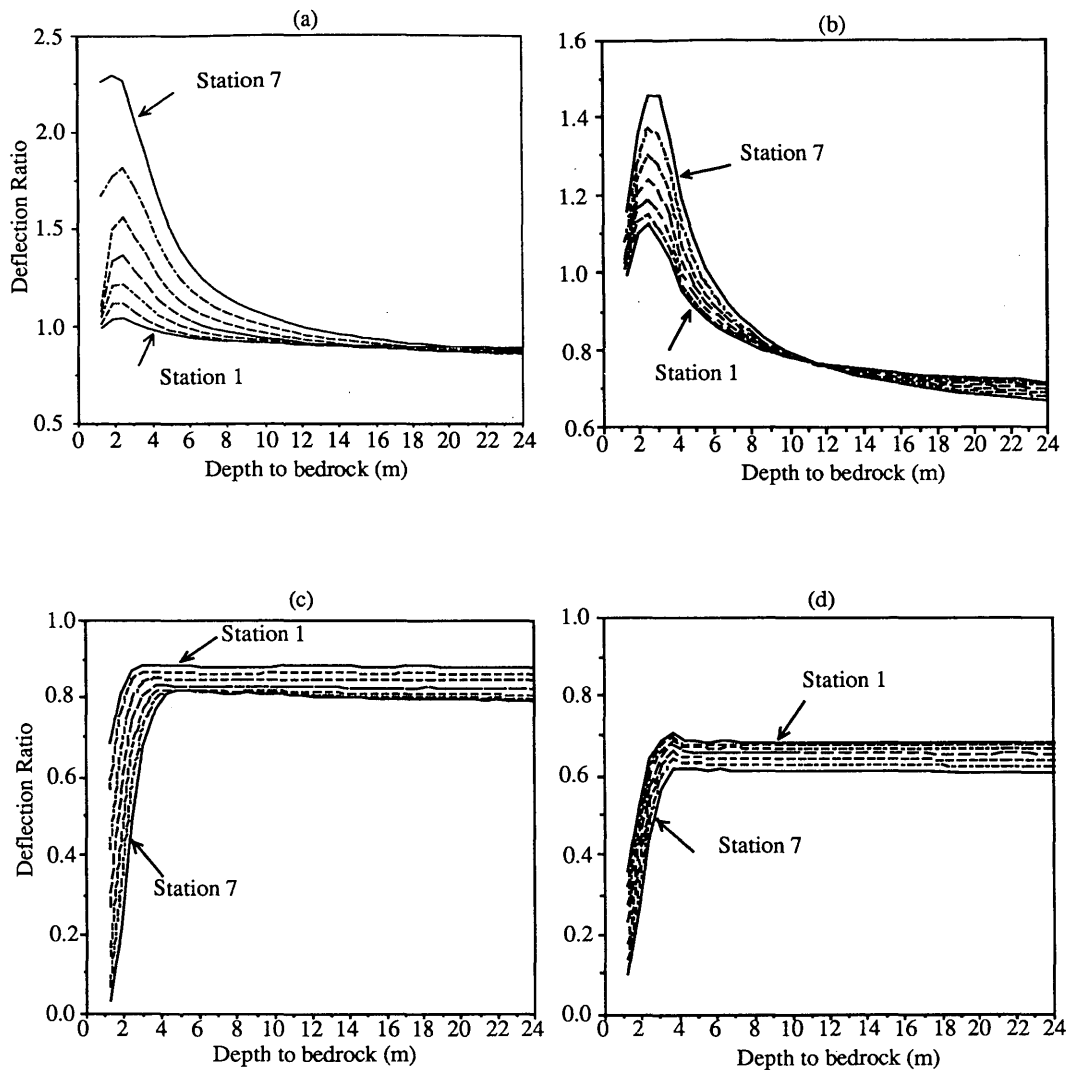 (a)
2.5
2.0
1.5
1.0
0.5
Deflection Ratio
Station 7
Station 1
0 2 4 6 8 10 12 14 16 18 20 22 24
Depth to bedrock (m)
(b)
1.6
1.4
1.2
1.0
0.8
0.6
Station 7
Station 1
0 2 4 6 8 10 12 14 16 18 20 22 24
Depth to bedrock (m)
(c)
1.0
0.8
0.6
0.4
0.2
0.0
Deflection Ratio
Station 1
Station 7
0 2 4 6 8 10 12 14 16 18 20 22 24
Depth to bedrock (m)
(d)
1.0
0.8
0.6
0.4
0.2
0.0
Station 1
Station 7
0 2 4 6 8 10 12 14 16 18 20 22 24
Depth to bedrock (m)